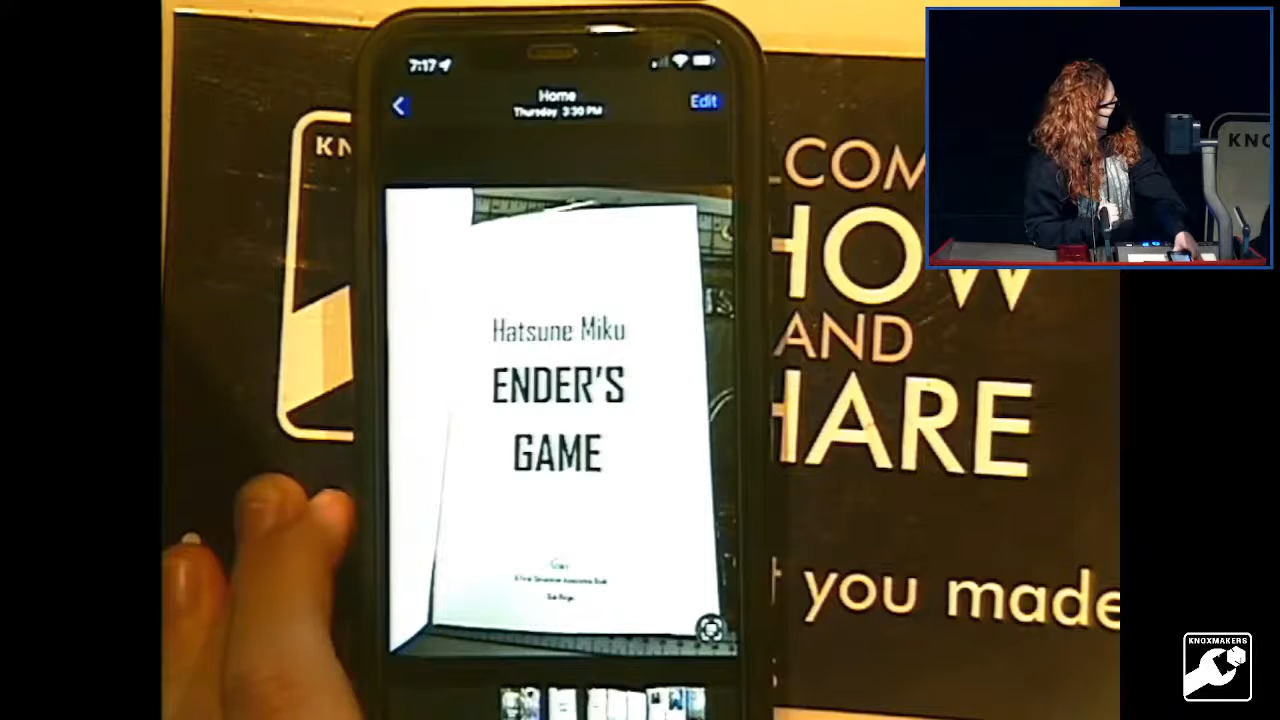 7:17
Home
Thursday 3:30 PM
Edit
Hatsune Miku
ENDER'S
GAME
KN
COM
HOW
AND
HARE
you made
KNO
KNOXMAKERS